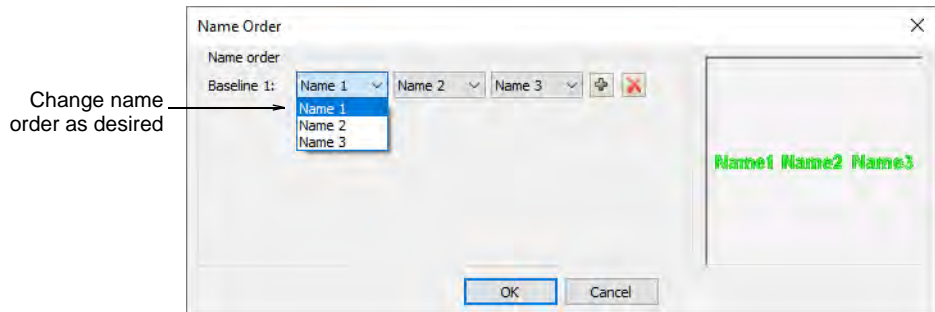 Name Order
Name order
Baseline 1: Name 1 Name 2 Name 3
Change name order as desired
Name 1
Name 2
Name 3
Name1 Name2 Name3
OK Cancel